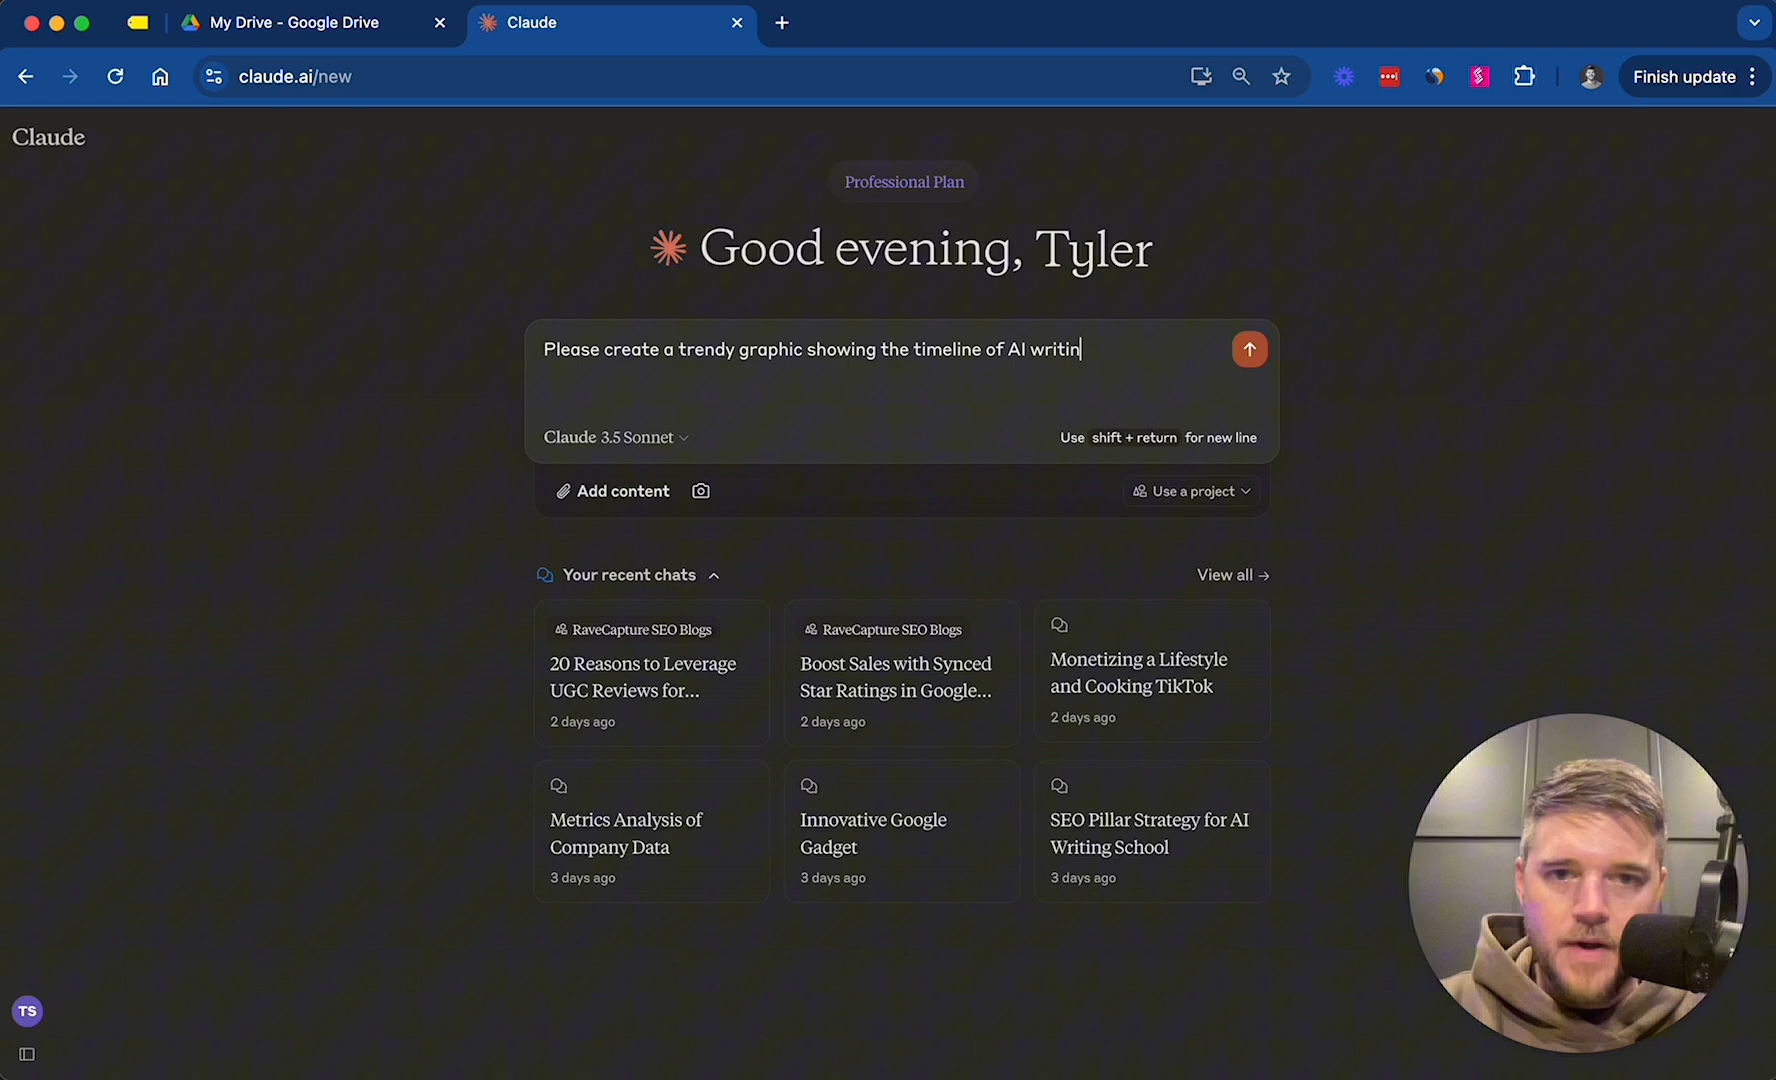 My Drive - Google Drive
Claude
claude.ai/new
Finish update
Claude
Professional Plan
Good evening, Tyler
Please create a trendy graphic showing the timeline of AI writin
Claude 3.5 Sonnet
Use shift + return for new line
Add content
Use a project
Your recent chats
View all →
RaveCapture SEO Blogs
20 Reasons to Leverage
UGC Reviews for...
2 days ago
RaveCapture SEO Blogs
Boost Sales with Synced
Star Ratings in Google...
2 days ago
Monetizing a Lifestyle
and Cooking TikTok
2 days ago
Metrics Analysis of
Company Data
3 days ago
Innovative Google
Gadget
3 days ago
SEO Pillar Strategy for AI
Writing School
3 days ago
TS